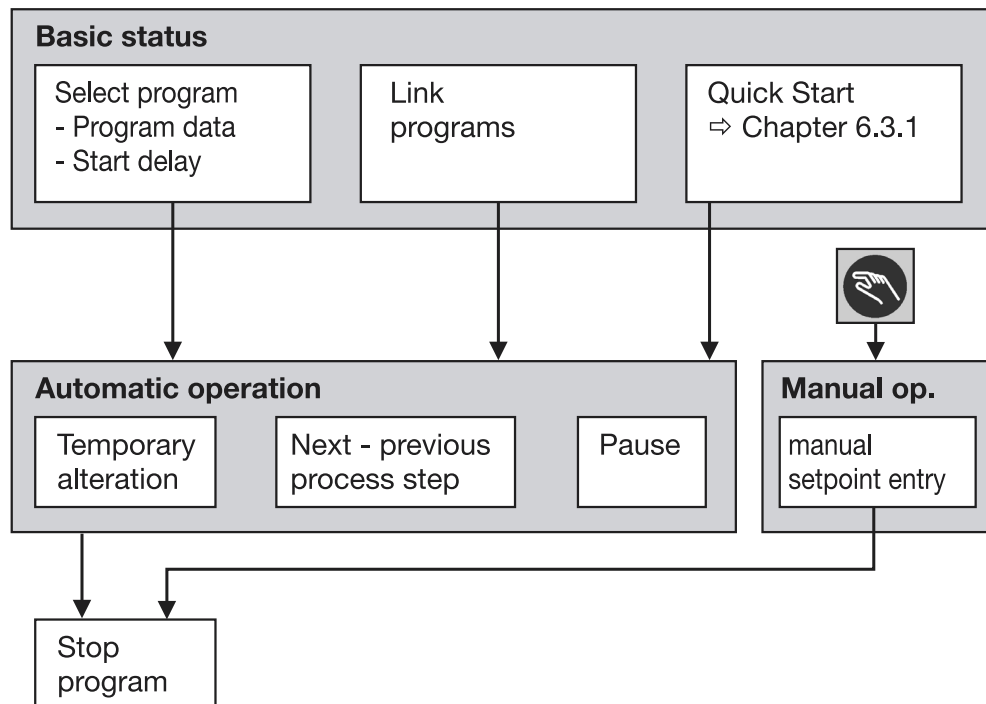 Basic status
Select program
- Program data
- Start delay
Link
programs
Quick Start
⇨ Chapter 6.3.1
Automatic operation
Temporary
alteration
Next - previous
process step
Pause
Manual op.
manual
setpoint entry
Stop
program